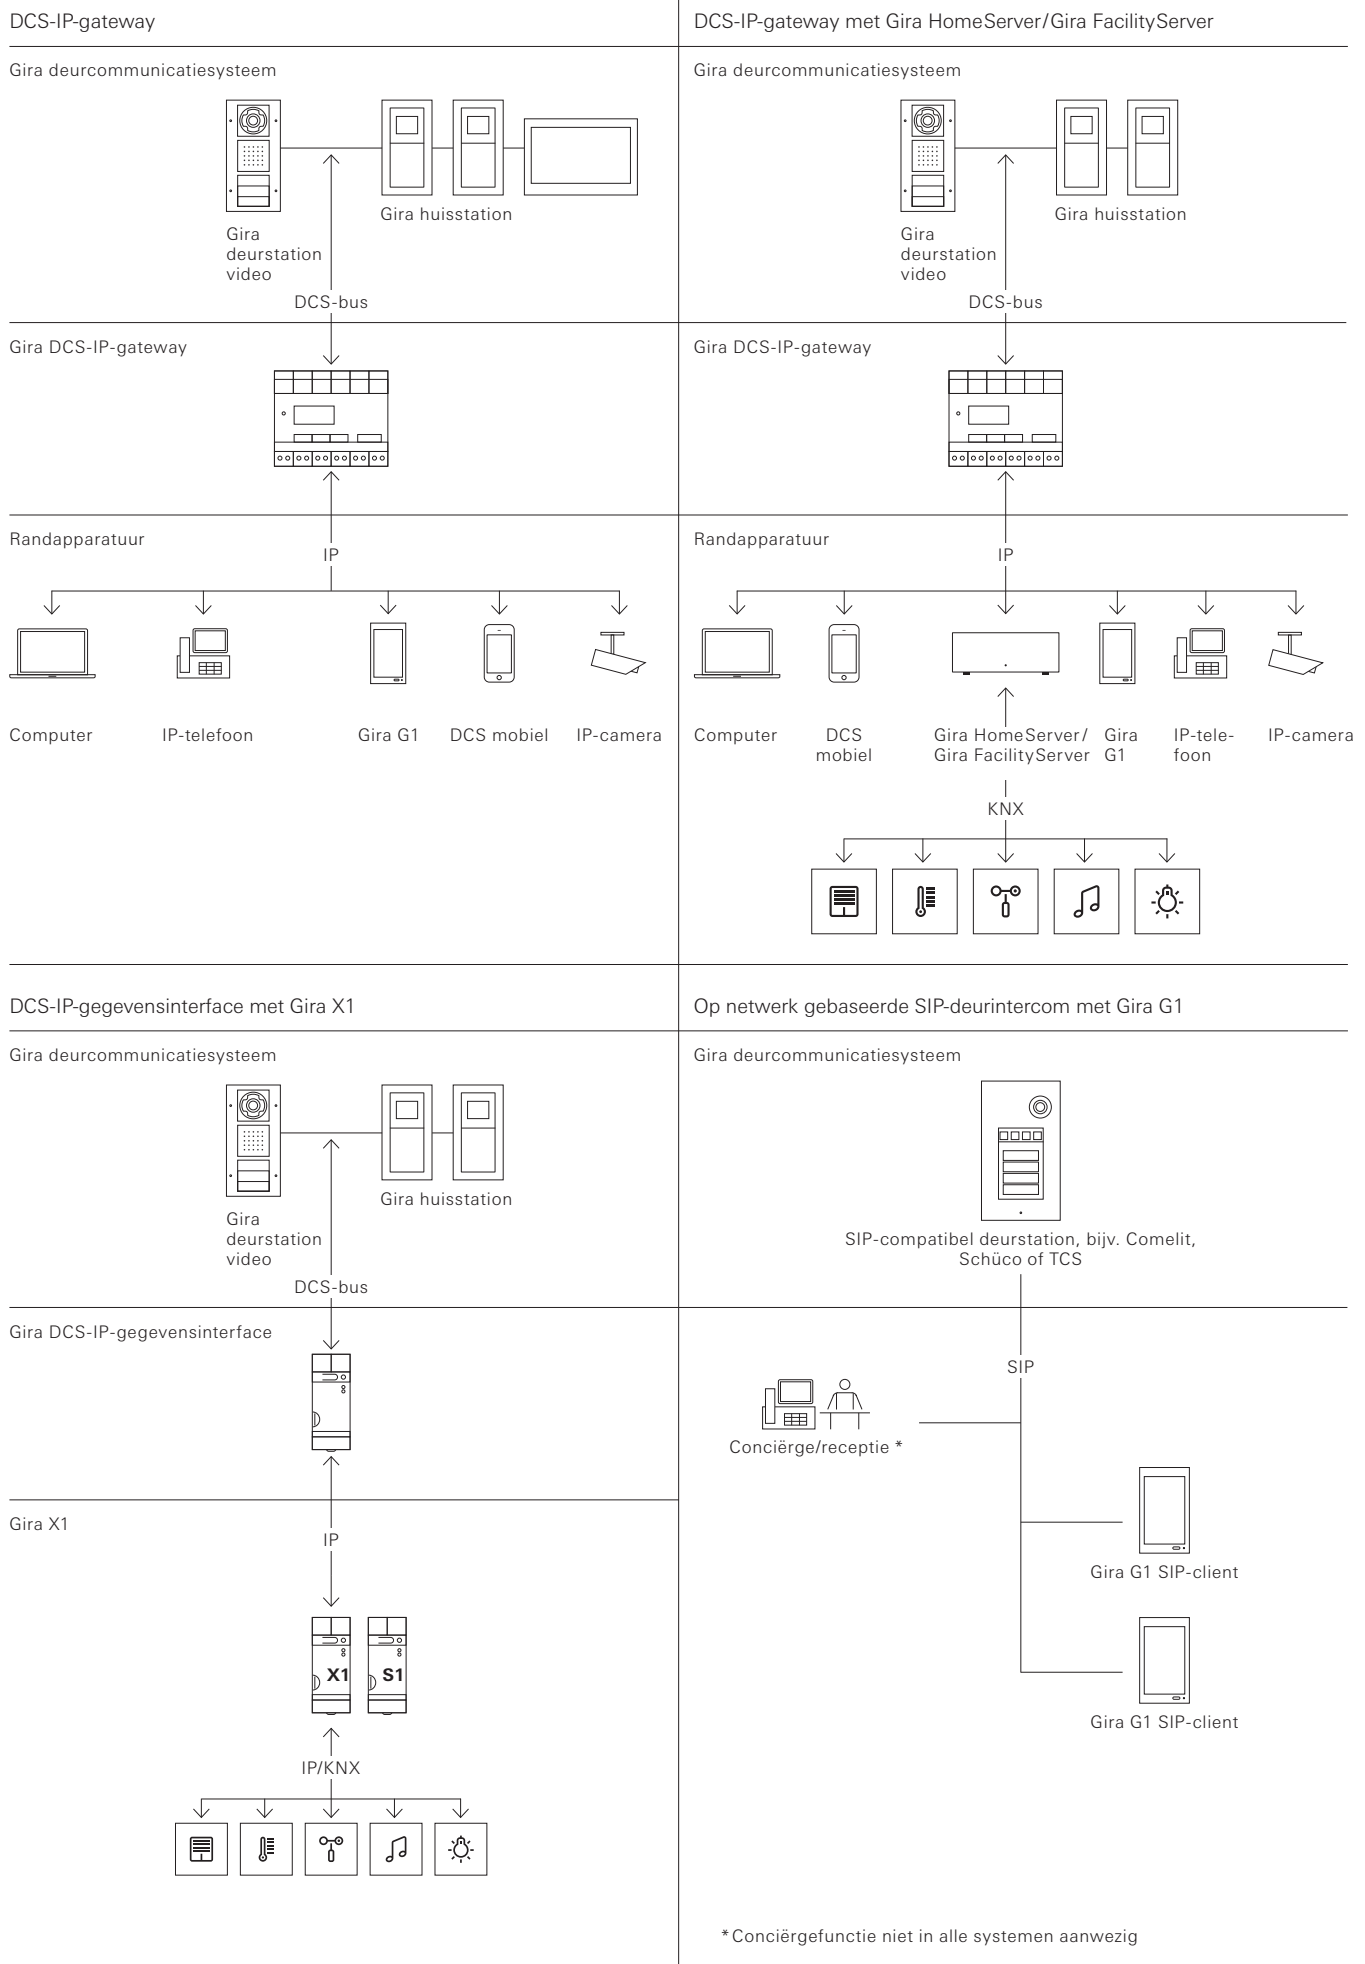 DCS-IP-gateway
Gira deurcommunicatiesysteem
Gira huisstation
Gira
deurstation
video
DCS-bus
Gira DCS-IP-gateway
Randapparatuur
IP
Computer
IP-telefoon
Gira G1
DCS mobiel
IP-camera
DCS-IP-gateway met Gira HomeServer/Gira FacilityServer
Gira deurcommunicatiesysteem
Gira huisstation
Gira
deurstation
video
DCS-bus
Gira DCS-IP-gateway
Randapparatuur
IP
Computer
DCS
mobiel
Gira HomeServer/
Gira FacilityServer
Gira
G1
IP-tele-
foon
IP-camera
KNX
DCS-IP-gegevensinterface met Gira X1
Gira deurcommunicatiesysteem
Gira huisstation
Gira
deurstation
video
DCS-bus
Gira DCS-IP-gegevensinterface
Gira X1
IP
X1
S1
IP/KNX
Op netwerk gebaseerde SIP-deurintercom met Gira G1
Gira deurcommunicatiesysteem
SIP-compatibel deurstation, bijv. Comelit,
Schüco of TCS
SIP
Conciërge/receptie *
Gira G1 SIP-client
Gira G1 SIP-client
* Conciërgefunctie niet in alle systemen aanwezig